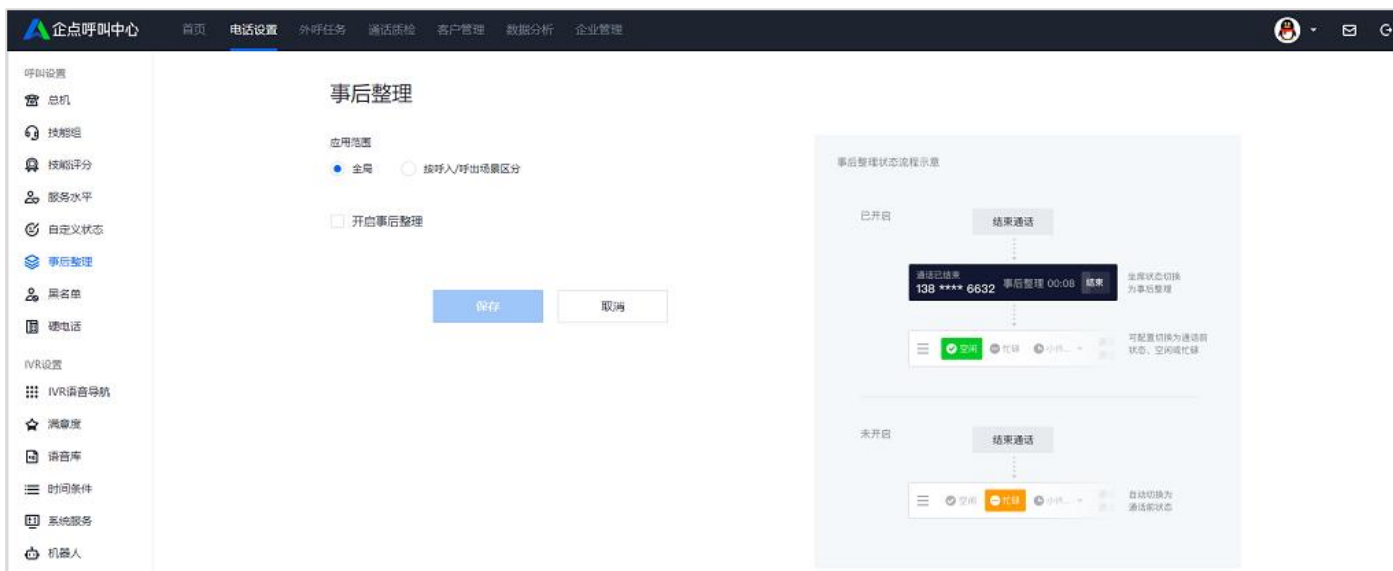 企点呼叫中心
首页 电话设置 外呼任务 通话质检 客户管理 数据分析 企业管理
呼叫设置
总机
技能组
技能评分
服务水平
自定义状态
事后整理
黑名单
硬电话
IVR设置
IVR语音导航
满意度
语音库
时间条件
系统服务
机器人
事后整理
应用范围
全局 按呼入/呼出场景区分
开启事后整理
保存 取消
事后整理状态流程示意
已开启
结束通话
通话已结束
138 **** 6632 事后整理 00:08 结束
坐席状态切换
为事后整理
空闲 忙碌 小休...
可配置切换为通话前
状态、空闲或忙碌
未开启
结束通话
空闲 忙碌 小休...
自动切换为
通话前状态